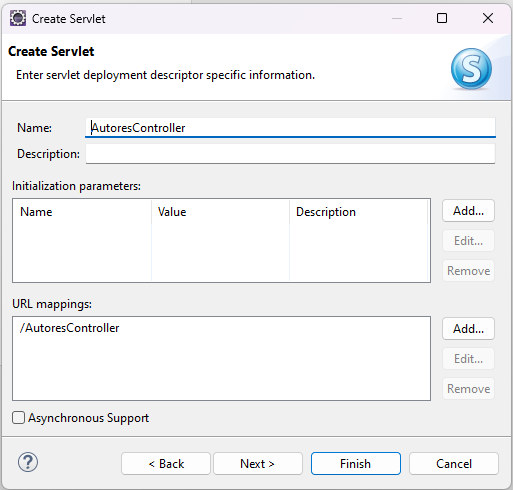 Create Servlet
Create Servlet
Enter servlet deployment descriptor specific information.
S
Name: AutoresController
Description:
Initialization parameters:
Name Value Description
Add...
Edit...
Remove
URL mappings:
/AutoresController
Add...
Edit...
Remove
Asynchronous Support
? < Back Next > Finish Cancel